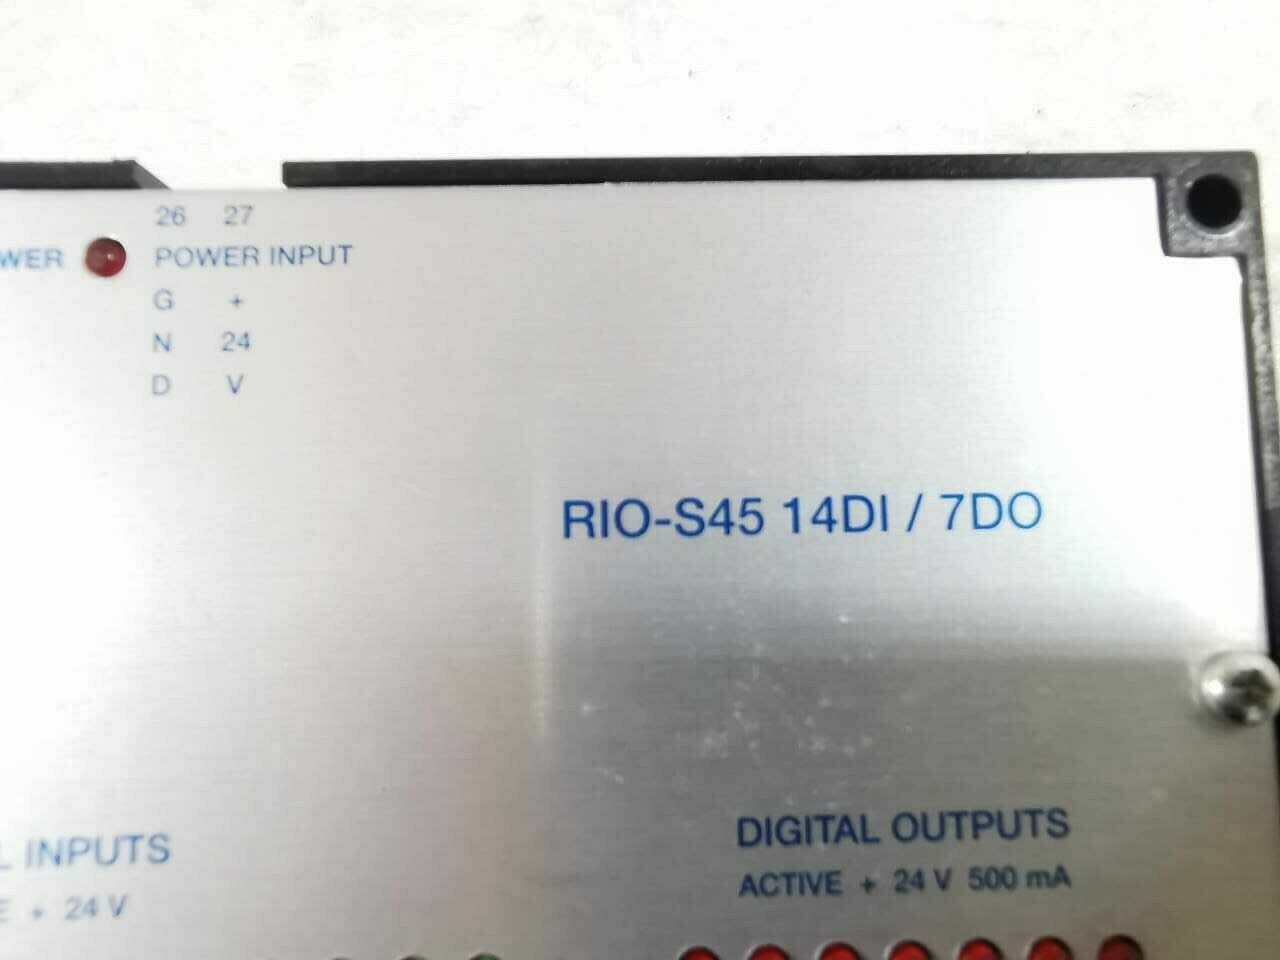 26 27
WER POWER INPUT
G +
N 24
D V
RIO-S45 14DI / 7DO
L INPUTS
DIGITAL OUTPUTS
E + 24 V
ACTIVE + 24 V 500 mA